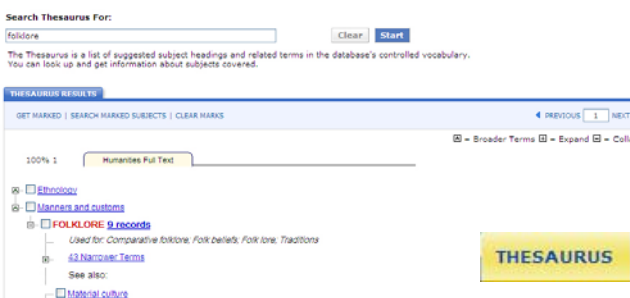 Search Thesaurus For:
folklore
Clear Start
The Thesaurus is a list of suggested subject headings and related terms in the database's controlled vocabulary.
You can look up and get information about subjects covered.
THESAURUS RESULTS
GET MARKED | SEARCH MARKED SUBJECTS | CLEAR MARKS
PREVIOUS 1 NEXT
= Broader Terms = Expand = Coll
100% 1 Humanities Full Text
Ethnology
Manners and customs
FOLKLORE 9 records
Used for: Comparative folklore, Folk beliefs, Folk lore, Traditions
43 Narrower Terms
THESAURUS
See also:
Material culture